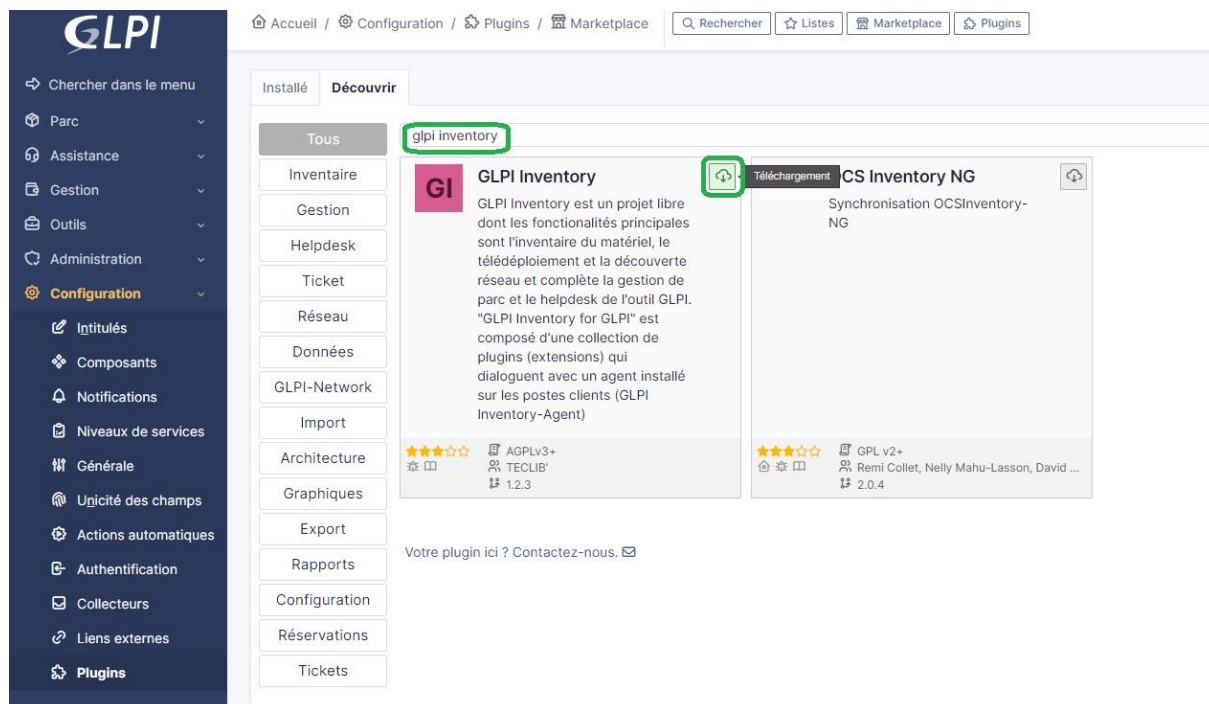 GLPI
Accueil / Configuration / Plugins / Marketplace
Rechercher Listes Marketplace Plugins
Chercher dans le menu
Parc
Assistance
Gestion
Outils
Administration
Configuration
Intitulés
Composants
Notifications
Niveaux de services
Générale
Unicité des champs
Actions automatiques
Authentification
Collecteurs
Liens externes
Plugins
Installé Découvrir
Tous
Inventaire
Gestion
Helpdesk
Ticket
Réseau
Données
GLPI-Network
Import
Architecture
Graphiques
Export
Rapports
Configuration
Réservations
Tickets
glpi inventory
GI
GLPI Inventory
GLPI Inventory est un projet libre
dont les fonctionalités principales
sont l'inventaire du matériel, le
télédéploiement et la découverte
réseau et complète la gestion de
parc et le helpdesk de l'outil GLPI.
"GLPI Inventory for GLPI" est
composé d'une collection de
plugins (extensions) qui
dialoguent avec un agent installé
sur les postes clients (GLPI
Inventory-Agent)
AGPLv3+
TECLIB'
1.2.3
Téléchargement
CS Inventory NG
Synchronisation OCSInventory-
NG
GPL v2+
Remi Collet, Nelly Mahu-Lasson, David ...
2.0.4
Votre plugin ici ? Contactez-nous.